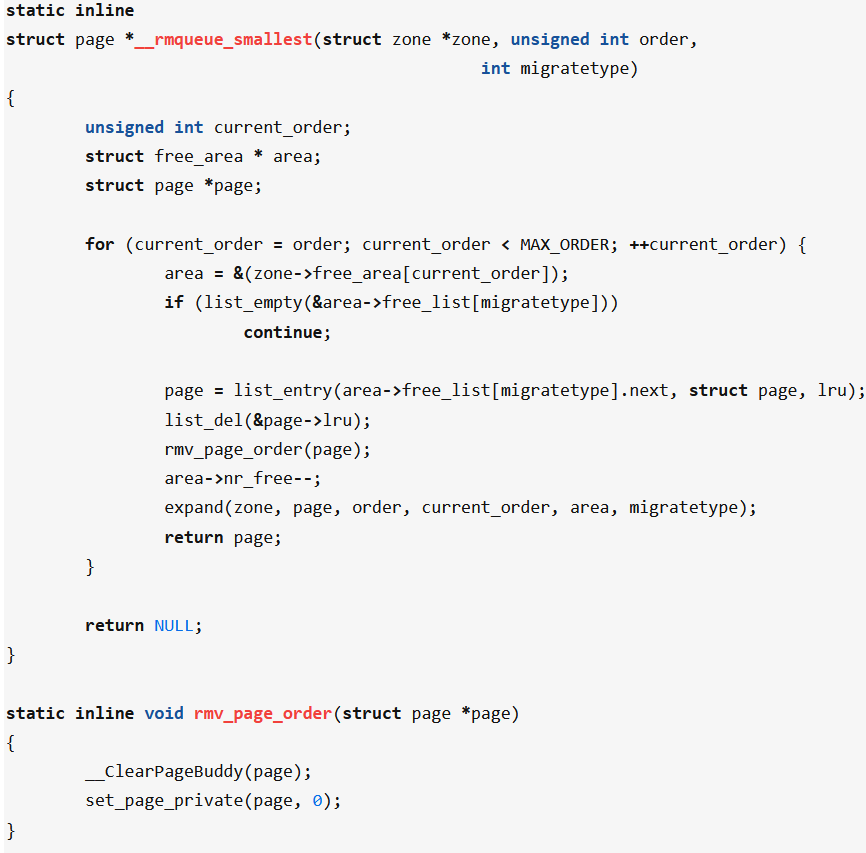 static inline
struct page *__rmqueue_smallest(struct zone *zone, unsigned int order,
                                                int migratetype)
{
        unsigned int current_order;
        struct free_area * area;
        struct page *page;

        for (current_order = order; current_order < MAX_ORDER; ++current_order) {
                area = &(zone->free_area[current_order]);
                if (list_empty(&area->free_list[migratetype]))
                        continue;

                page = list_entry(area->free_list[migratetype].next, struct page, lru);
                list_del(&page->lru);
                rmv_page_order(page);
                area->nr_free--;
                expand(zone, page, order, current_order, area, migratetype);
                return page;
        }

        return NULL;
}

static inline void rmv_page_order(struct page *page)
{
        __ClearPageBuddy(page);
        set_page_private(page, 0);
}